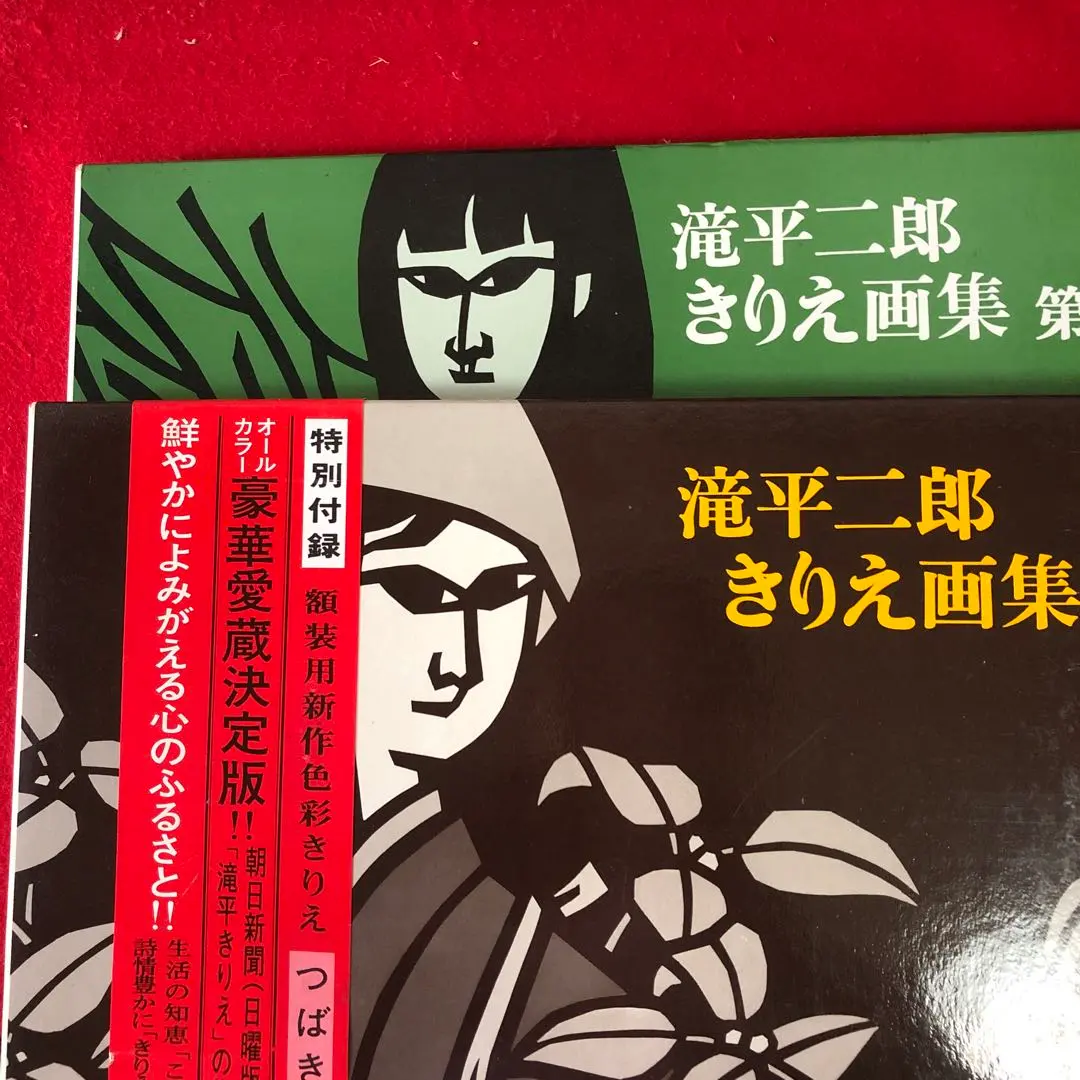 滝平二郎
きりえ画集 第
滝平二郎
きりえ画集
特別付録 額装用新作色彩きりえ つばき
オールカラー 豪華愛蔵決定版!! 朝日新聞(日曜版
「滝平きりえ」の
鮮やかによみがえる心のふるさと!!
生活の知恵「こ
詩情豊かに「きり